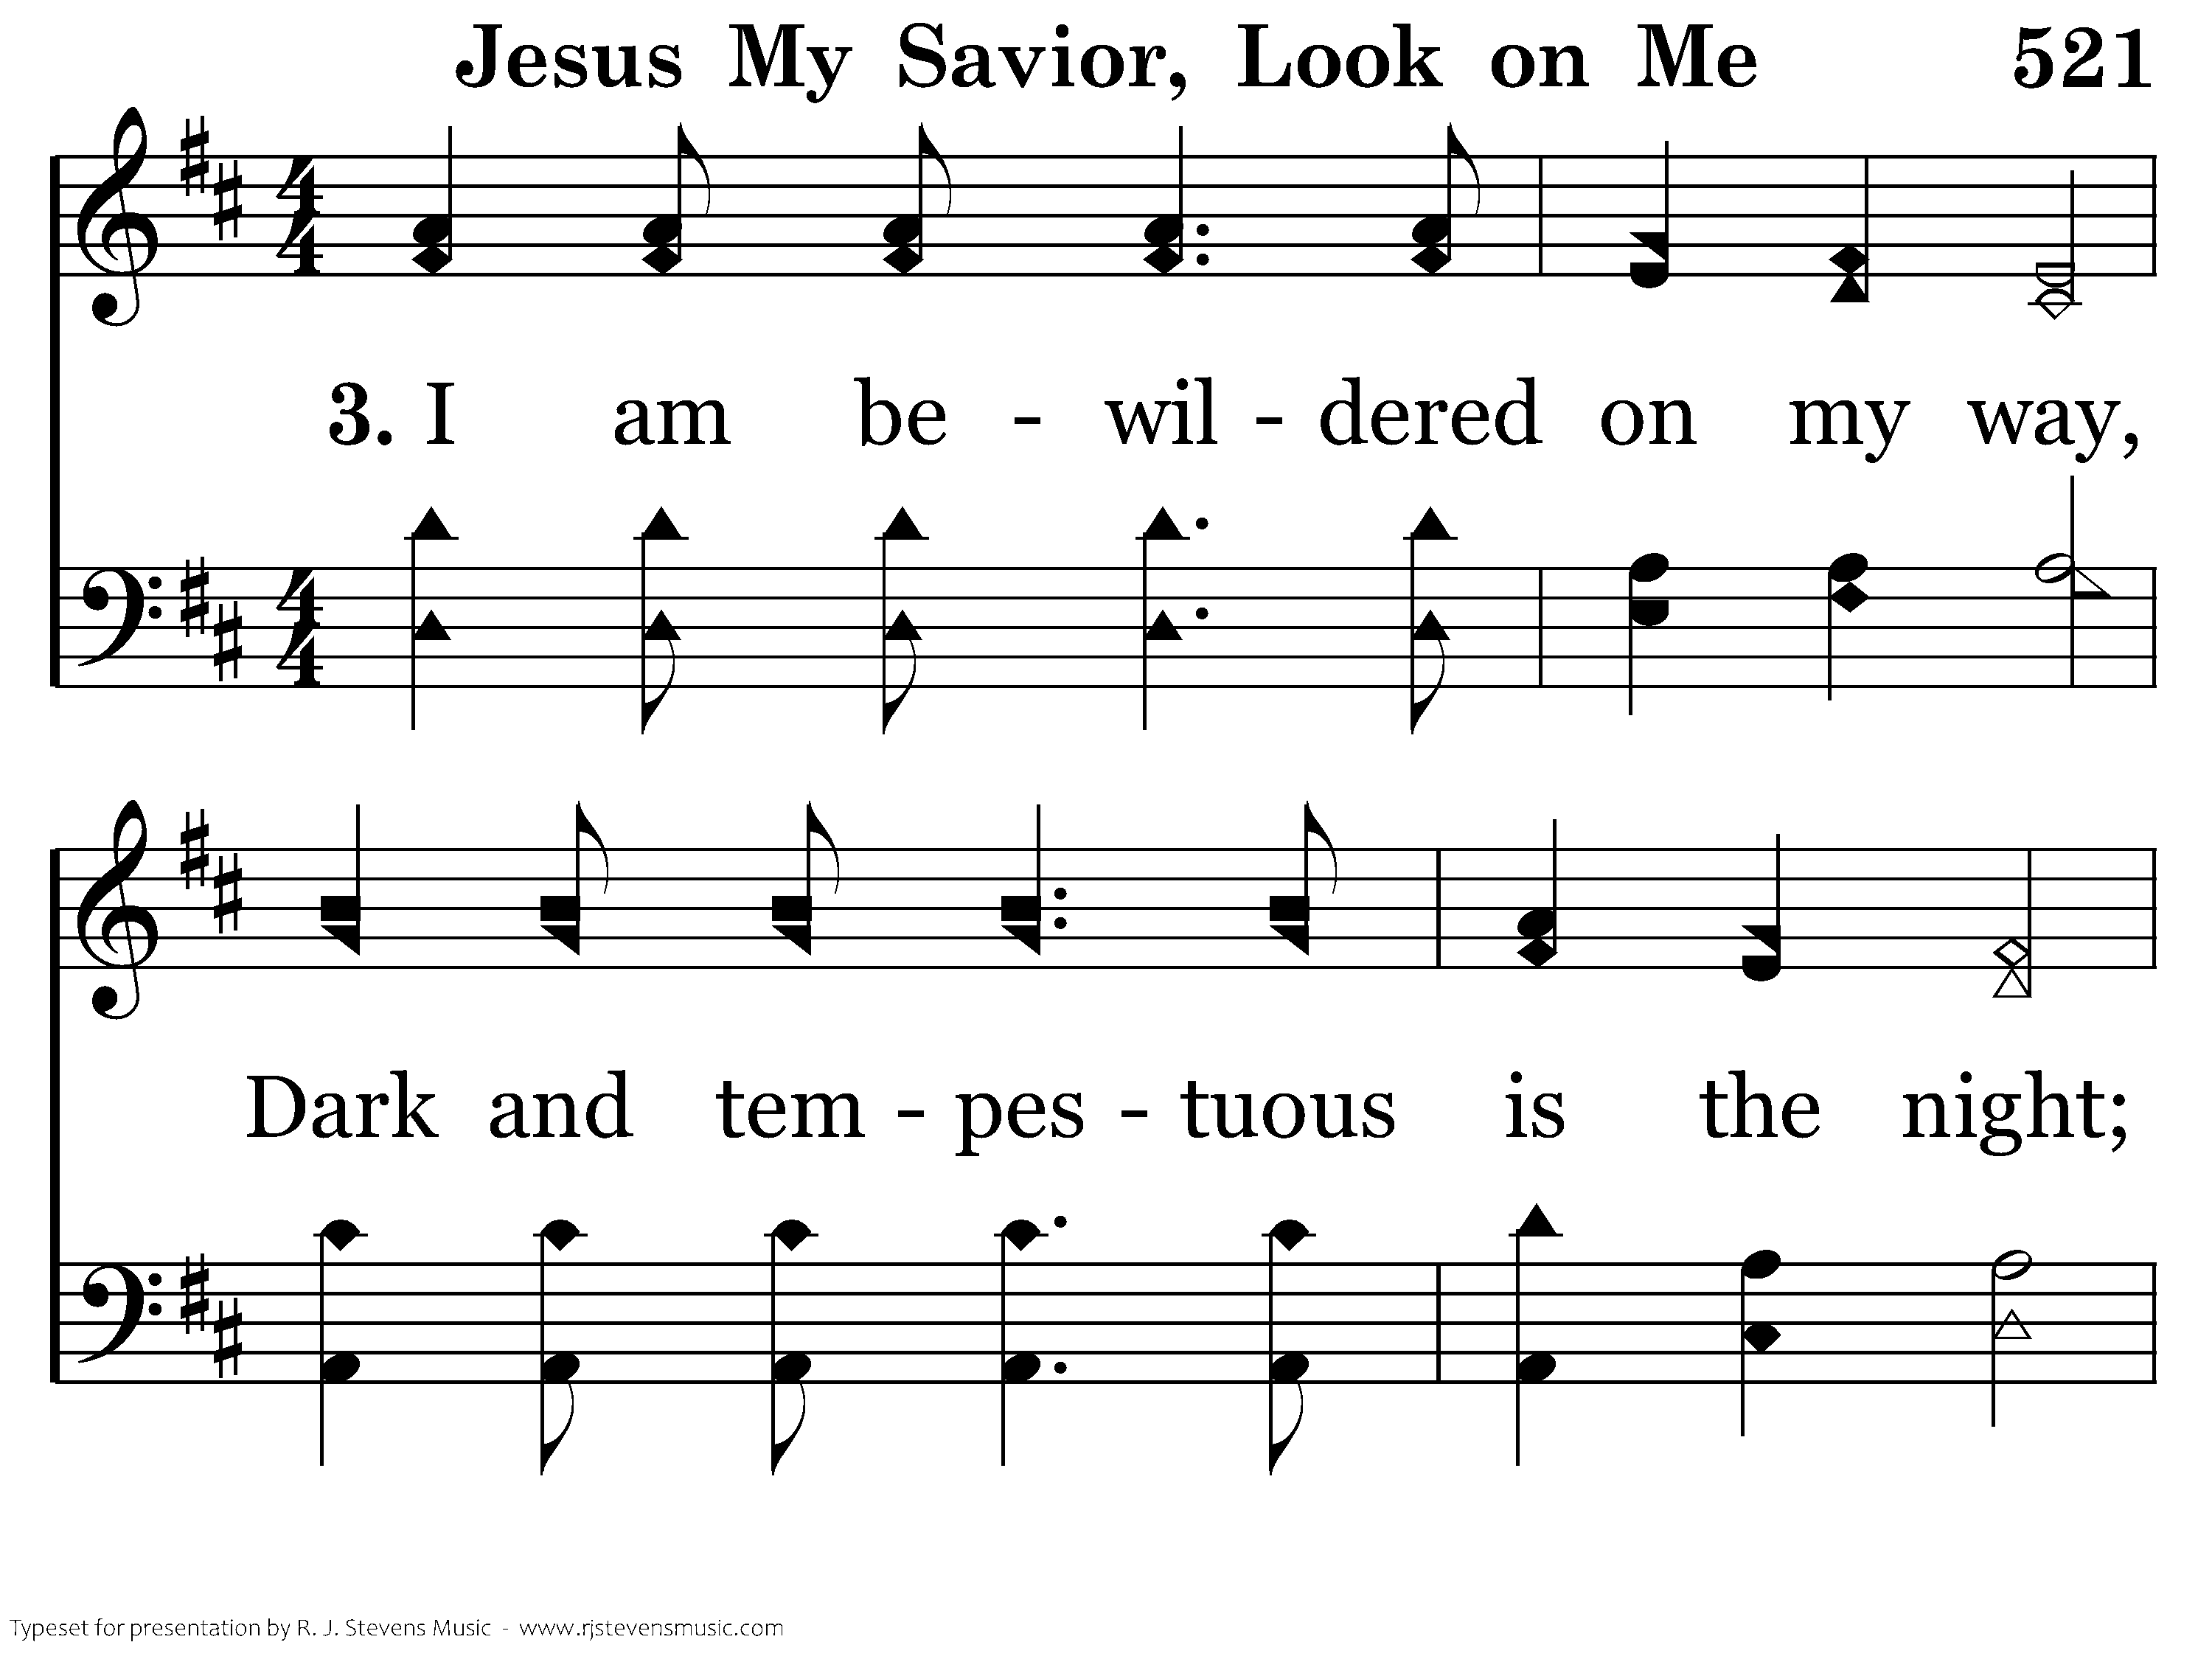 Jesus My Savior, Look on Me 521
3. I am be - wil - dered on my way,
Dark and tem - pes - tuous is the night;
Typeset for presentation by R. J. Stevens Music - www.rjstevensmusic.com